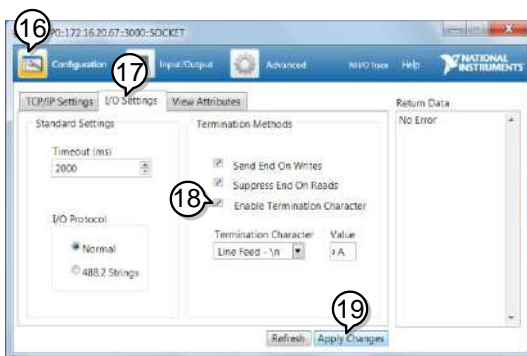 16
P0::172.16.20.67::3000::SOCKET
Configuration Input/Output Advanced NI I/O Trace Help NATIONAL INSTRUMENTS
17
TCP/IP Settings I/O Settings View Attributes
Return Data
No Error
Standard Settings
Timeout (ms)
2000
I/O Protocol
Normal
488.2 Strings
Termination Methods
Send End On Writes
Suppress End On Reads
18
Enable Termination Character
Termination Character Value
Line Feed - \n A
19
Refresh Apply Changes